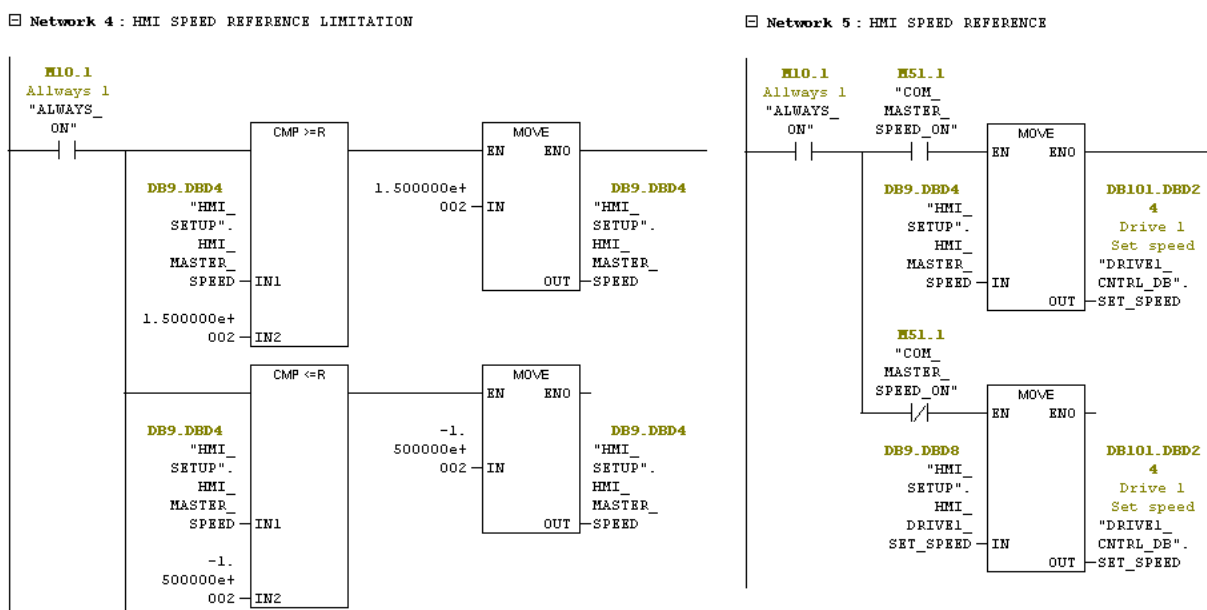 Network 4 : HMI SPEED REFERENCE LIMITATION
M10.1
Allways 1
"ALWAYS_
ON"
CMP >=R
MOVE
EN ENO
DB9.DBD4
"HMI_
SETUP".
HMI_
MASTER_
SPEED
IN1
1.500000e+
002
IN2
1.500000e+
002
IN
DB9.DBD4
"HMI_
SETUP".
HMI_
MASTER_
OUT
SPEED
CMP <=R
MOVE
EN ENO
DB9.DBD4
"HMI_
SETUP".
HMI_
MASTER_
SPEED
IN1
-1.
500000e+
002
IN2
-1.
500000e+
002
IN
DB9.DBD4
"HMI_
SETUP".
HMI_
MASTER_
OUT
SPEED
Network 5 : HMI SPEED REFERENCE
M10.1
Allways 1
"ALWAYS_
ON"
M51.1
"COM_
MASTER_
SPEED_ON"
MOVE
EN ENO
DB9.DBD4
"HMI_
SETUP".
HMI_
MASTER_
SPEED
IN
DB101.DBD2
4
Drive 1
Set speed
"DRIVE1_
CNTRL_DB".
OUT
SET_SPEED
M51.1
"COM_
MASTER_
SPEED_ON"
MOVE
EN ENO
DB9.DBD8
"HMI_
SETUP".
HMI_
DRIVE1_
SET_SPEED
IN
DB101.DBD2
4
Drive 1
Set speed
"DRIVE1_
CNTRL_DB".
OUT
SET_SPEED